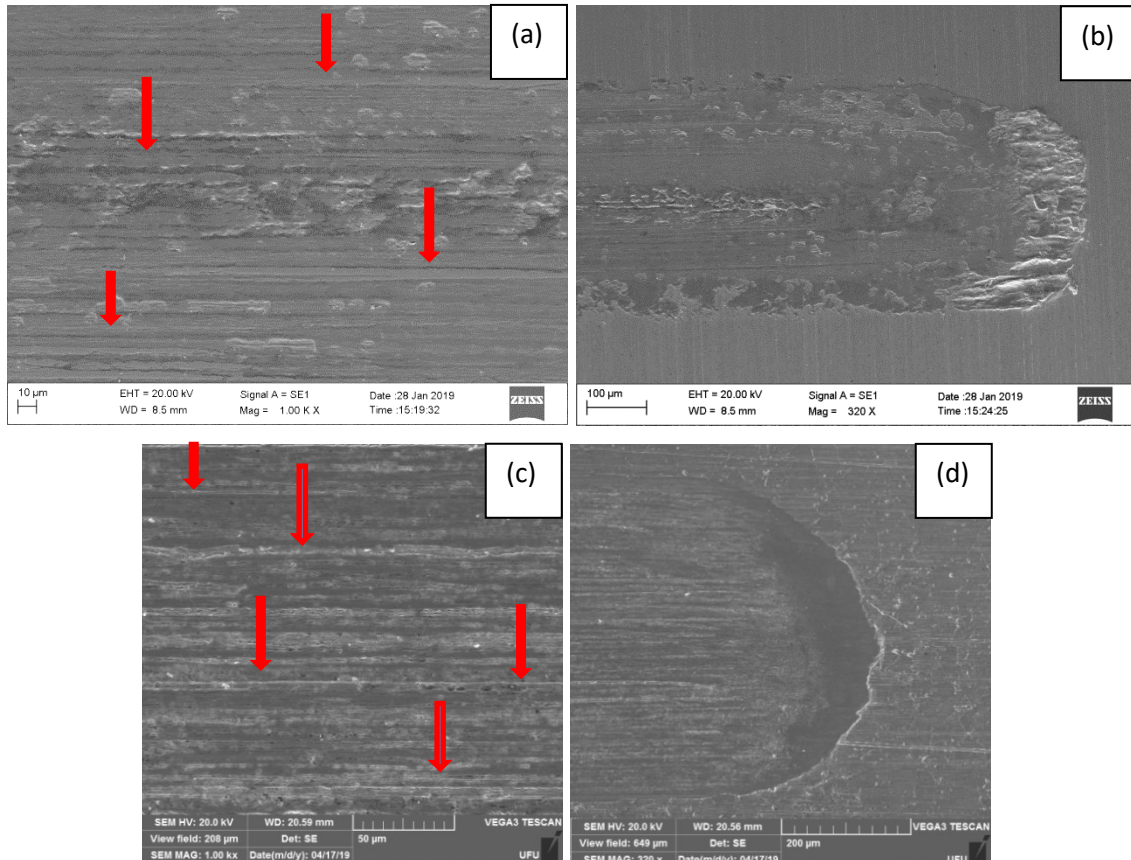 (a)
10 µm EHT = 20.00 kV Signal A = SE1 Date :28 Jan 2019
WD = 8.5 mm Mag = 1.00 K X Time :15:19:32 ZEISS
(b)
100 µm EHT = 20.00 kV Signal A = SE1 Date :28 Jan 2019
WD = 8.5 mm Mag = 320 X Time :15:24:25 ZEISS
(c)
SEM HV: 20.0 kV WD: 20.59 mm VEGA3 TESCAN
View field: 208 µm Det: SE 50 µm
SEM MAG: 1.00 kx Date(m/d/y): 04/17/19 UFU
(d)
SEM HV: 20.0 kV WD: 20.56 mm VEGA3 TESCAN
View field: 649 µm Det: SE 200 µm
SEM MAG: 320 x Date(m/d/y): 04/17/19 UFU